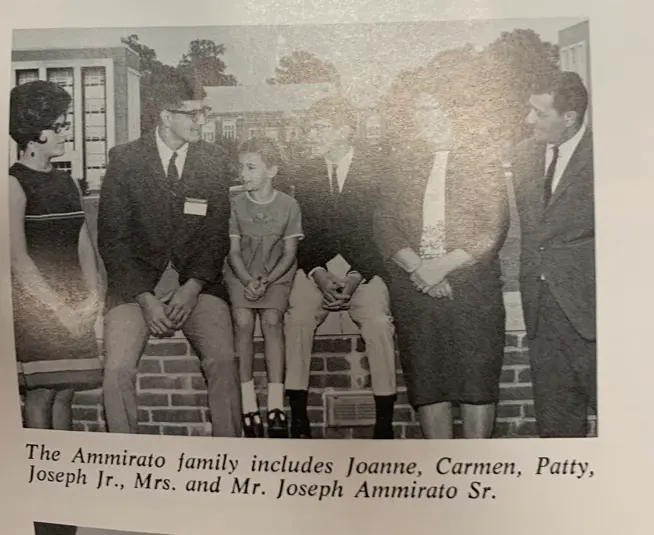 The Ammirato family includes Joanne, Carmen, Patty,
Joseph Jr., Mrs. and Mr. Joseph Ammirato Sr.